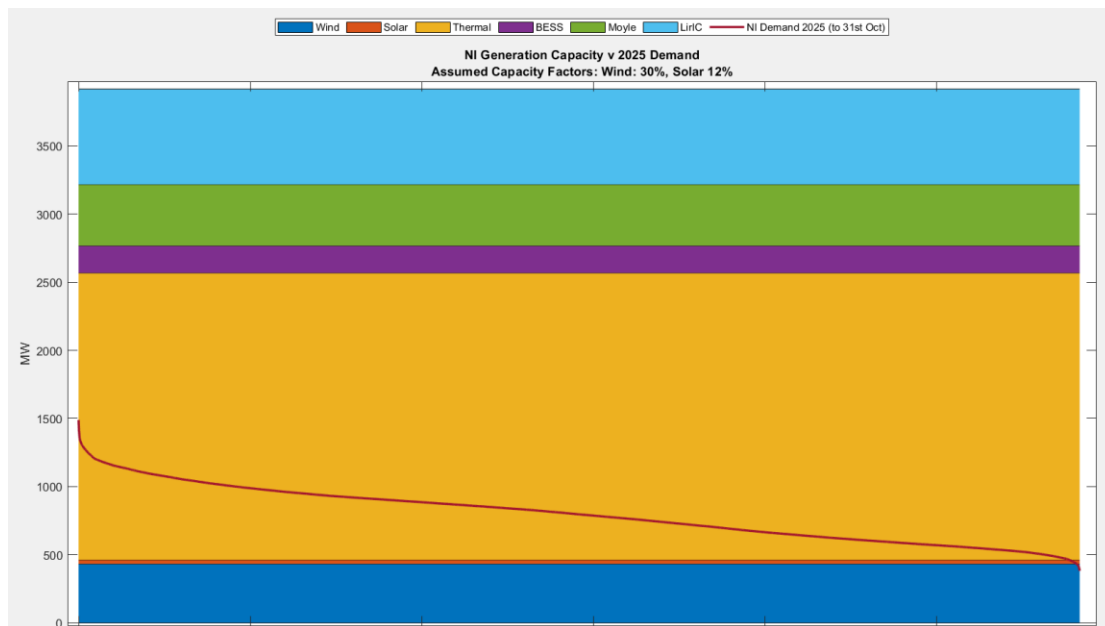 Wind Solar Thermal BESS Moyle LirIC NI Demand 2025 (to 31st Oct)
NI Generation Capacity v 2025 Demand
Assumed Capacity Factors: Wind: 30%, Solar 12%
3500
3000
2500
MW
2000
1500
1000
500
0